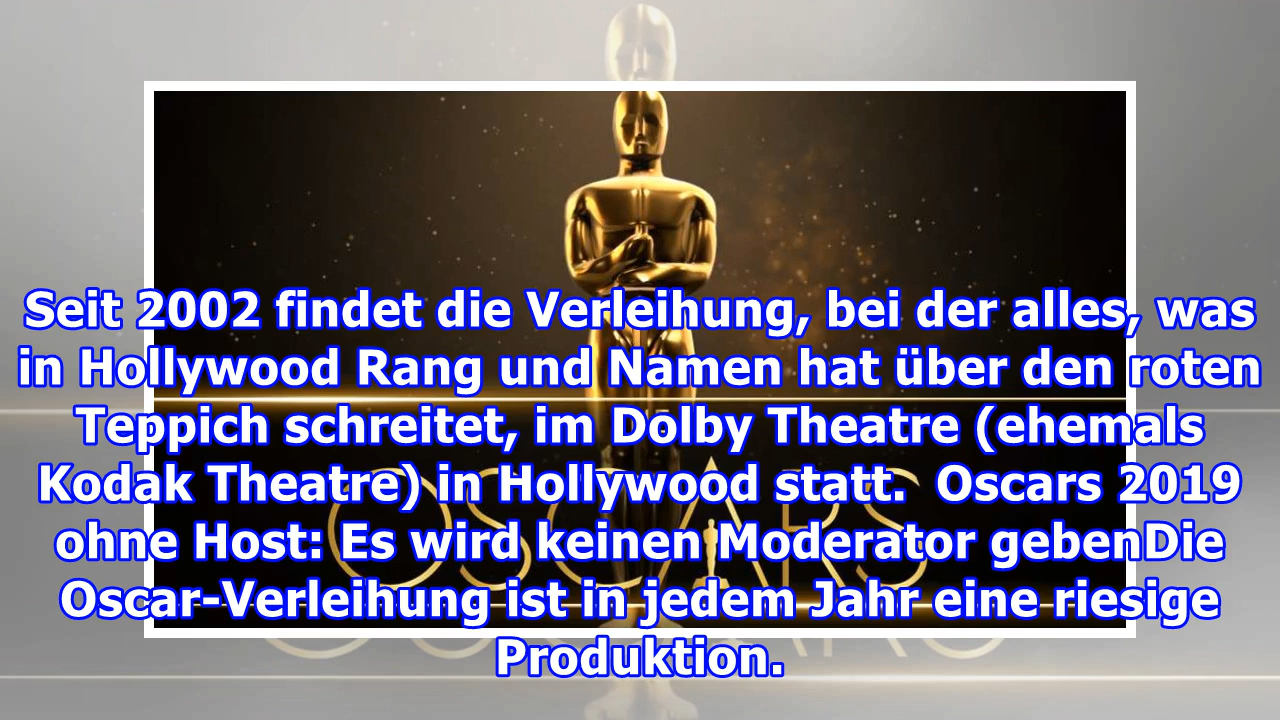 Seit 2002 findet die Verleihung, bei der alles, was
in Hollywood Rang und Namen hat über den roten
Teppich schreitet, im Dolby Theatre (ehemals
Kodak Theatre) in Hollywood statt.  Oscars 2019
ohne Host: Es wird keinen Moderator gebenDie
Oscar-Verleihung ist in jedem Jahr eine riesige
Produktion.
OSCARS